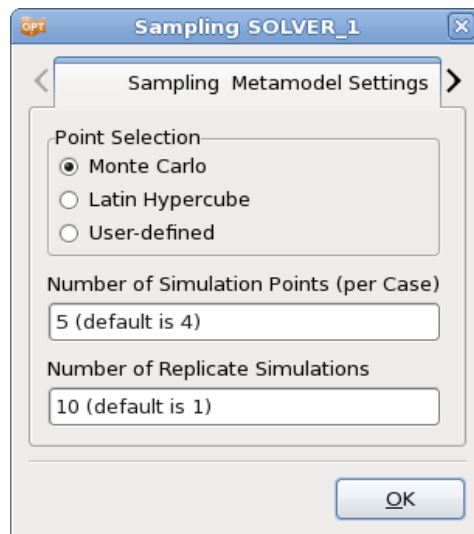 OPT
Sampling SOLVER_1
Sampling Metamodel Settings
Point Selection
Monte Carlo
Latin Hypercube
User-defined
Number of Simulation Points (per Case)
5 (default is 4)
Number of Replicate Simulations
10 (default is 1)
OK